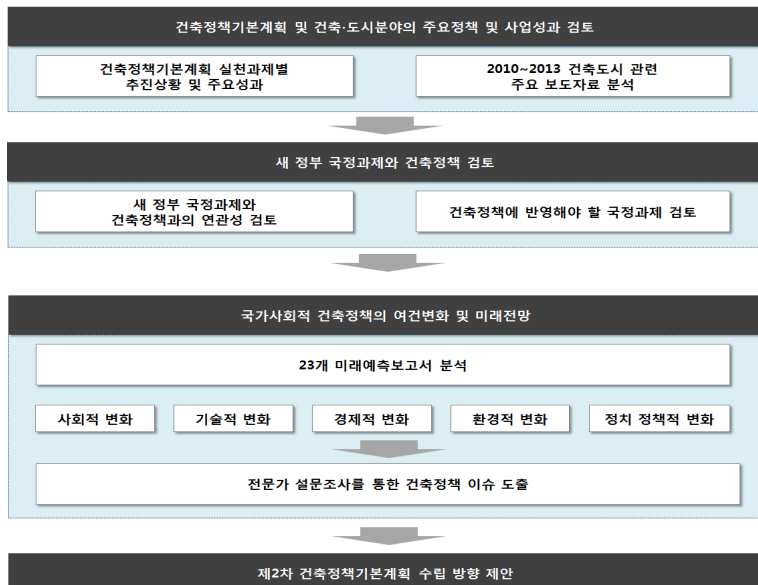 건축정책기본계획 및 건축·도시분야의 주요정책 및 사업성과 검토
건축정책기본계획 실천과제별
추진상황 및 주요성과
2010~2013 건축도시 관련
주요 보도자료 분석
새 정부 국정과제와 건축정책 검토
새 정부 국정과제와
건축정책과의 연관성 검토
건축정책에 반영해야 할 국정과제 검토
국가사회적 건축정책의 여건변화 및 미래전망
23개 미래예측보고서 분석
사회적 변화
기술적 변화
경제적 변화
환경적 변화
정치 정책적 변화
전문가 설문조사를 통한 건축정책 이슈 도출
제2차 건축정책기본계획 수립 방향 제안